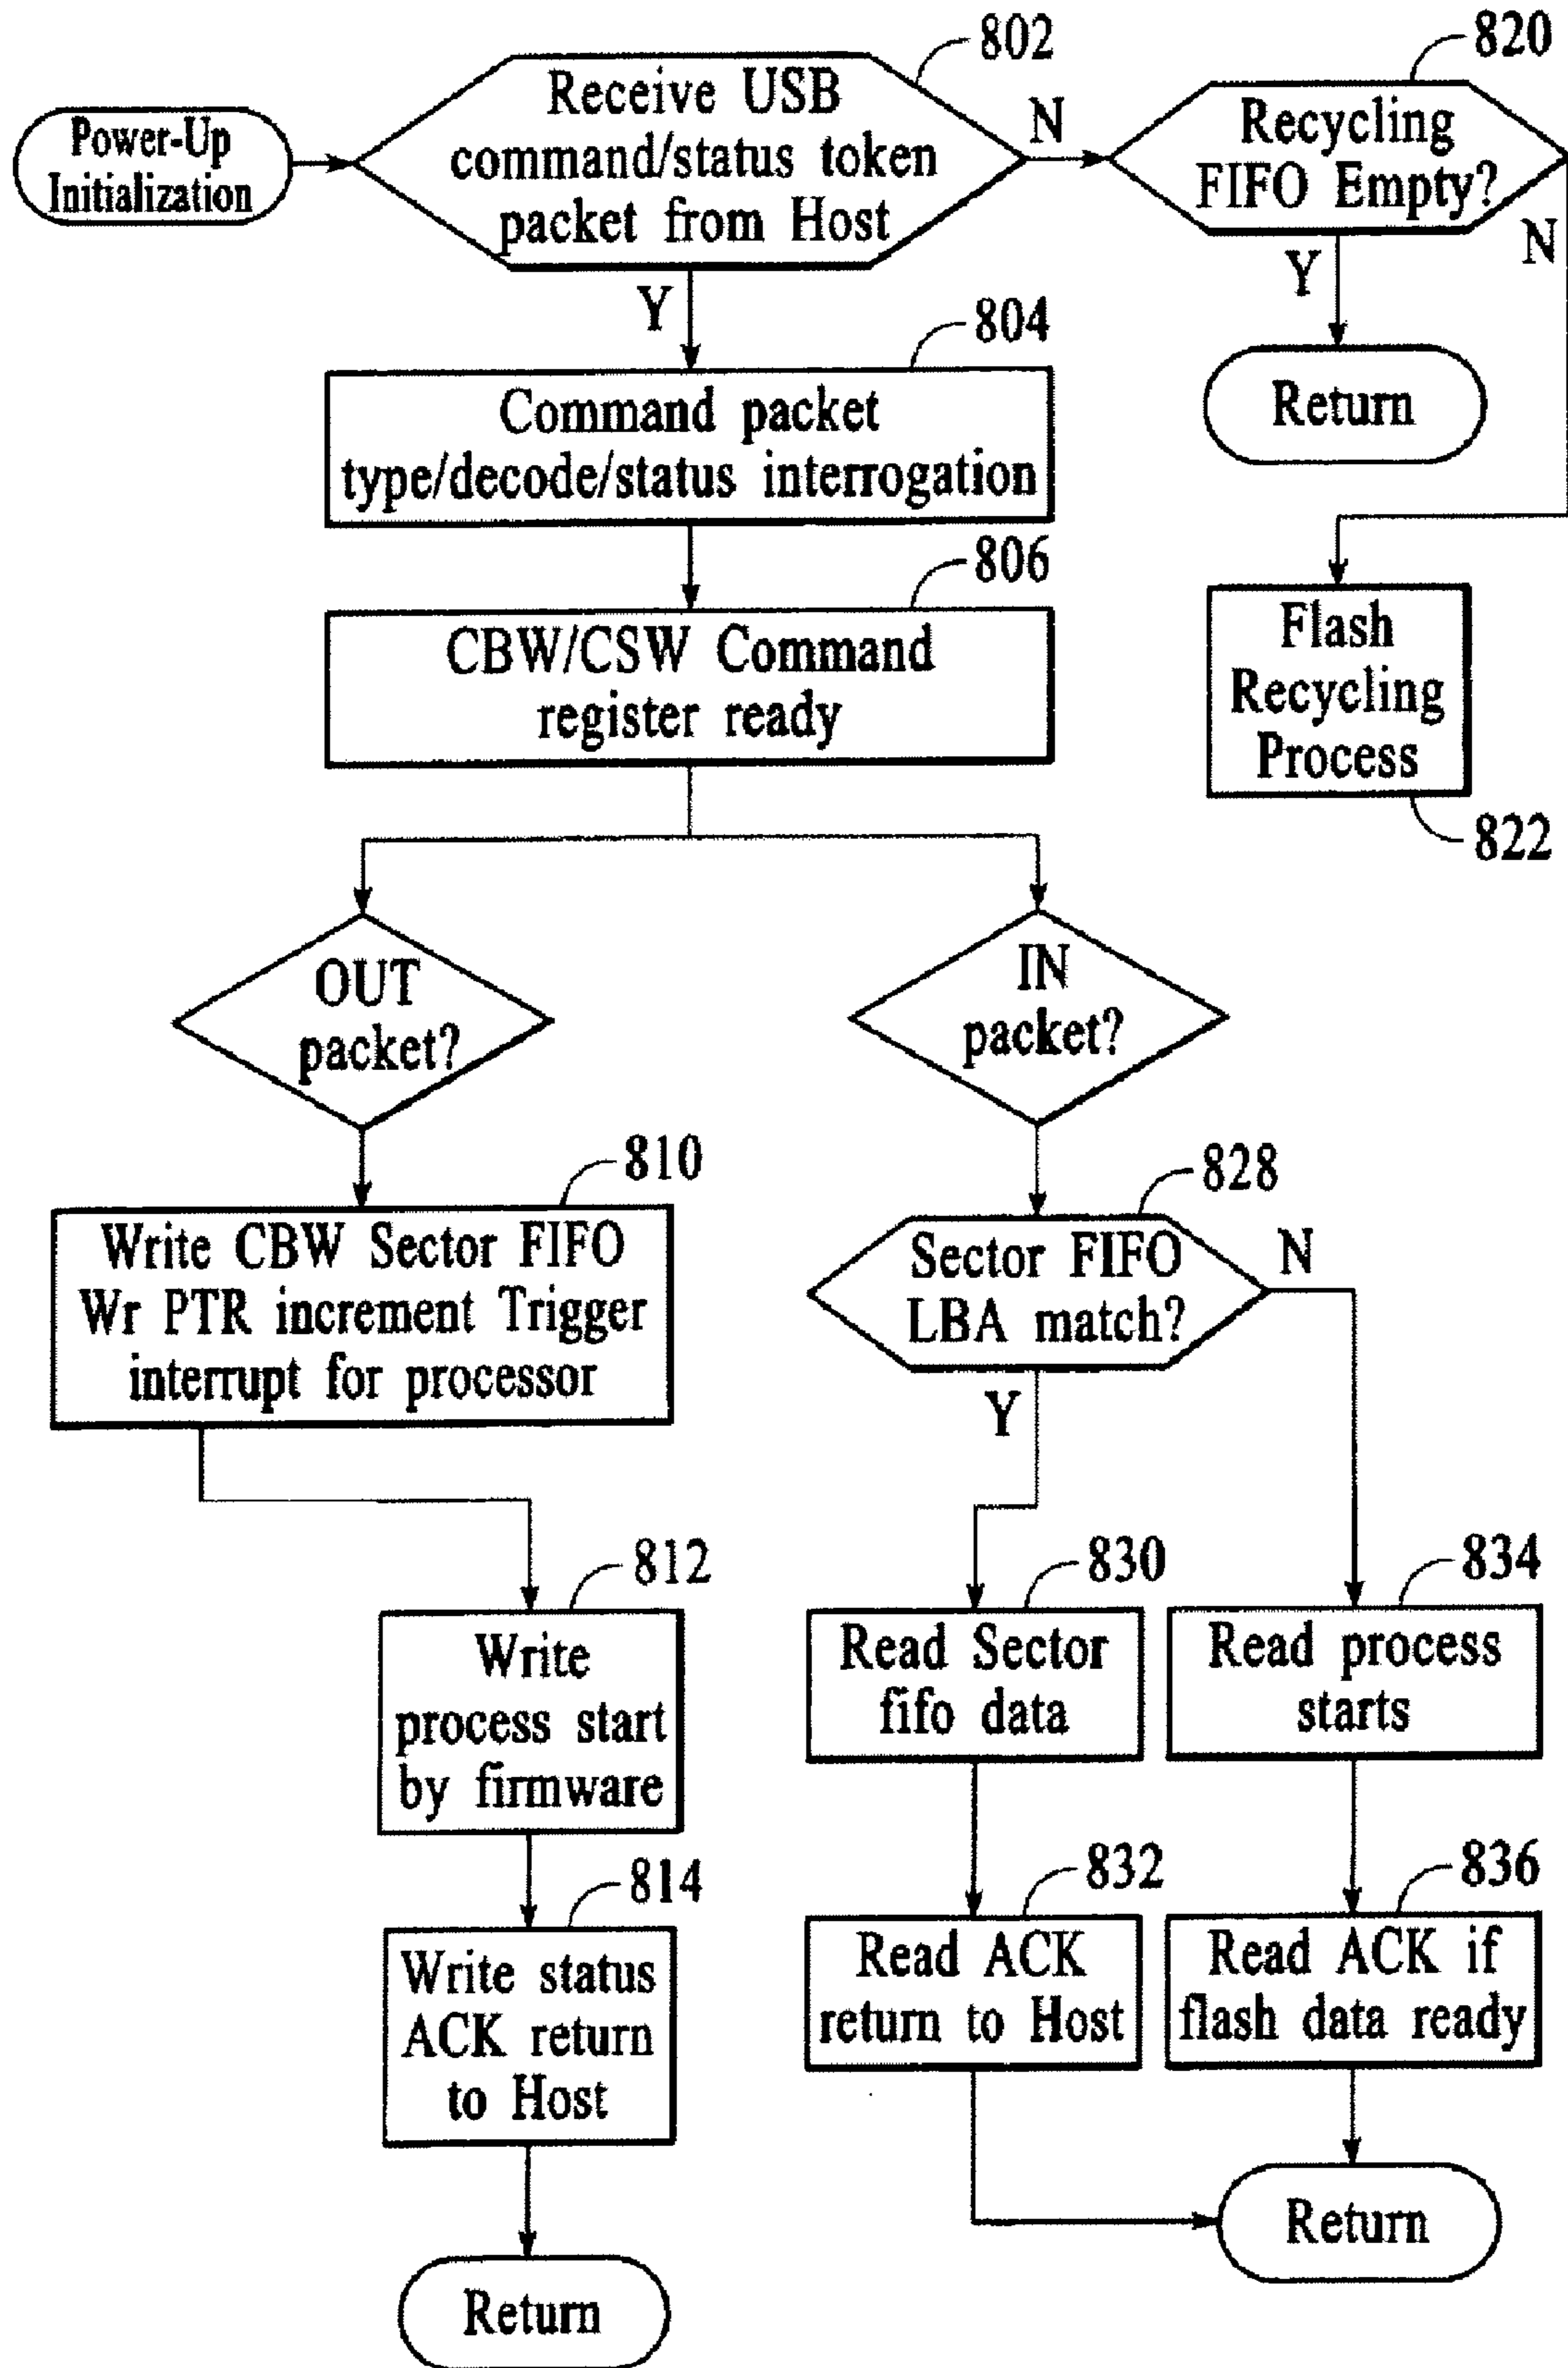 802
820
Power-Up
Initialization
Receive USB
command/status token
packet from Host
N
Recycling
FIFO Empty?
Y
Y
N
804
Return
Command packet
type/decode/status interrogation
806
CBW/CSW Command
register ready
Flash
Recycling
Process
822
OUT
packet?
IN
packet?
810
828
Write CBW Sector FIFO
Wr PTR increment Trigger
interrupt for processor
Sector FIFO
LBA match?
N
Y
812
830
834
Write
process start
by firmware
Read Sector
fifo data
Read process
starts
814
832
836
Write status
ACK return
to Host
Read ACK
return to Host
Read ACK if
flash data ready
Return
Return